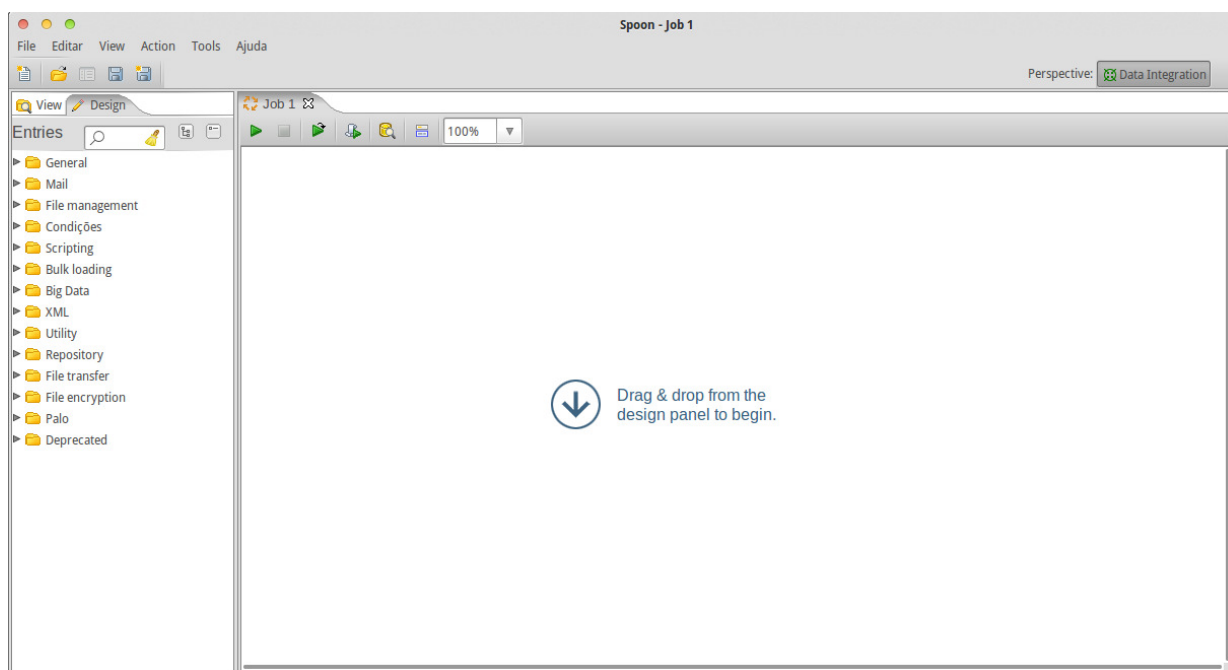 Spoon - Job 1
File Editar View Action Tools Ajuda
Perspective: Data Integration
View Design
Job 1
Entries
100%
General
Mail
File management
Condições
Scripting
Bulk loading
Big Data
XML
Utility
Repository
File transfer
File encryption
Palo
Deprecated
Drag & drop from the
design panel to begin.